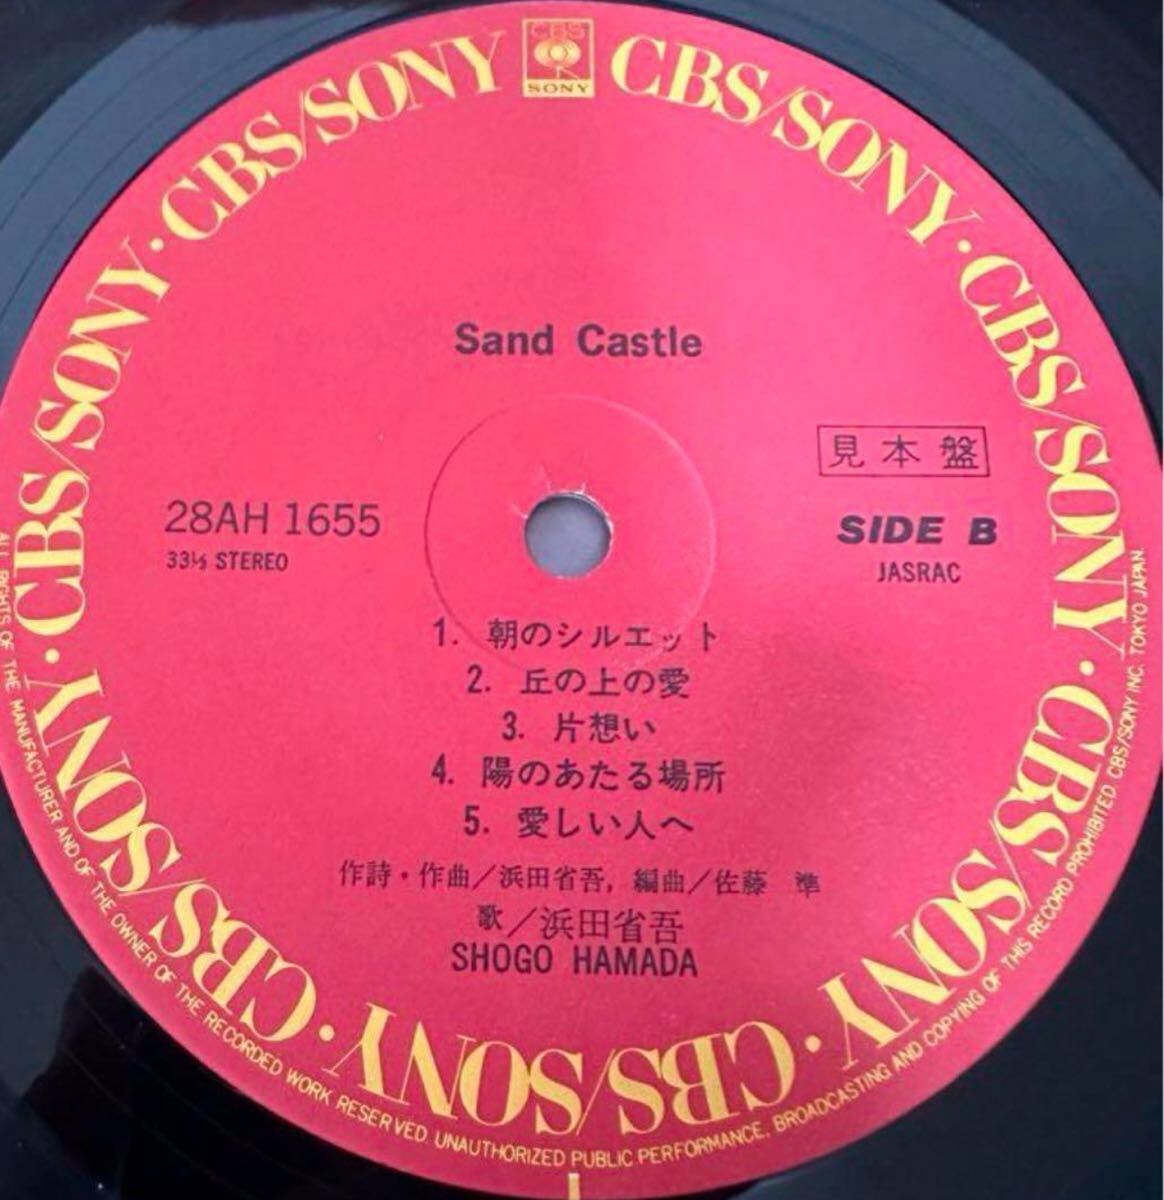 CBS
SONY
CBS/SONY · CBS/SONY · CBS/SONY · CBS/SONY · CBS/SONY · CBS/SONY · CBS/SONY · CBS/SONY
Sand Castle
見本盤
28AH 1655
33⅓ STEREO
SIDE B
JASRAC
1. 朝のシルエット
2. 丘の上の愛
3. 片想い
4. 陽のあたる場所
5. 愛しい人へ
作詩・作曲/浜田省吾, 編曲/佐藤 準
歌/浜田省吾
SHOGO HAMADA
ALL RIGHTS OF THE MANUFACTURER AND OF THE OWNER OF THE RECORDED WORK RESERVED. UNAUTHORIZED PUBLIC PERFORMANCE, BROADCASTING AND COPYING OF THIS RECORD PROHIBITED CBS/SONY INC. TOKYO JAPAN.